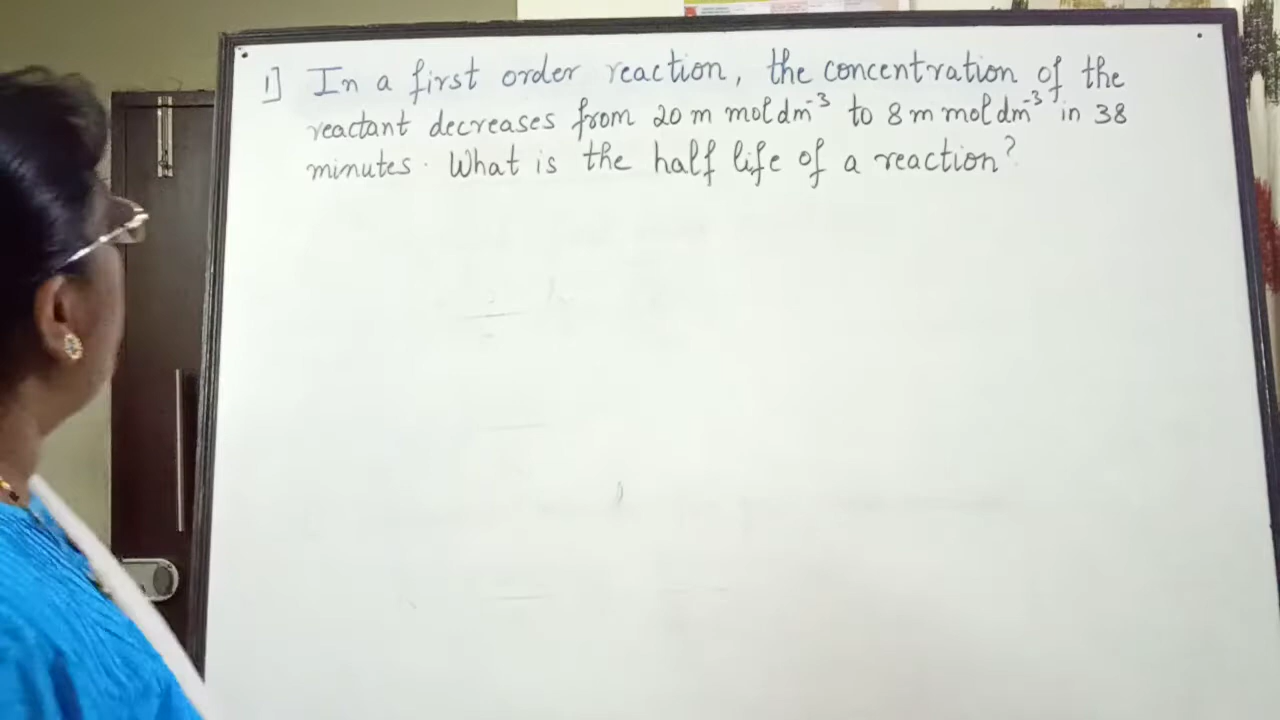 1] In a first order reaction, the concentration of the
reactant decreases from 20 m mol dm⁻³ to 8 m mol dm⁻³ in 38
minutes. What is the half life of a reaction?